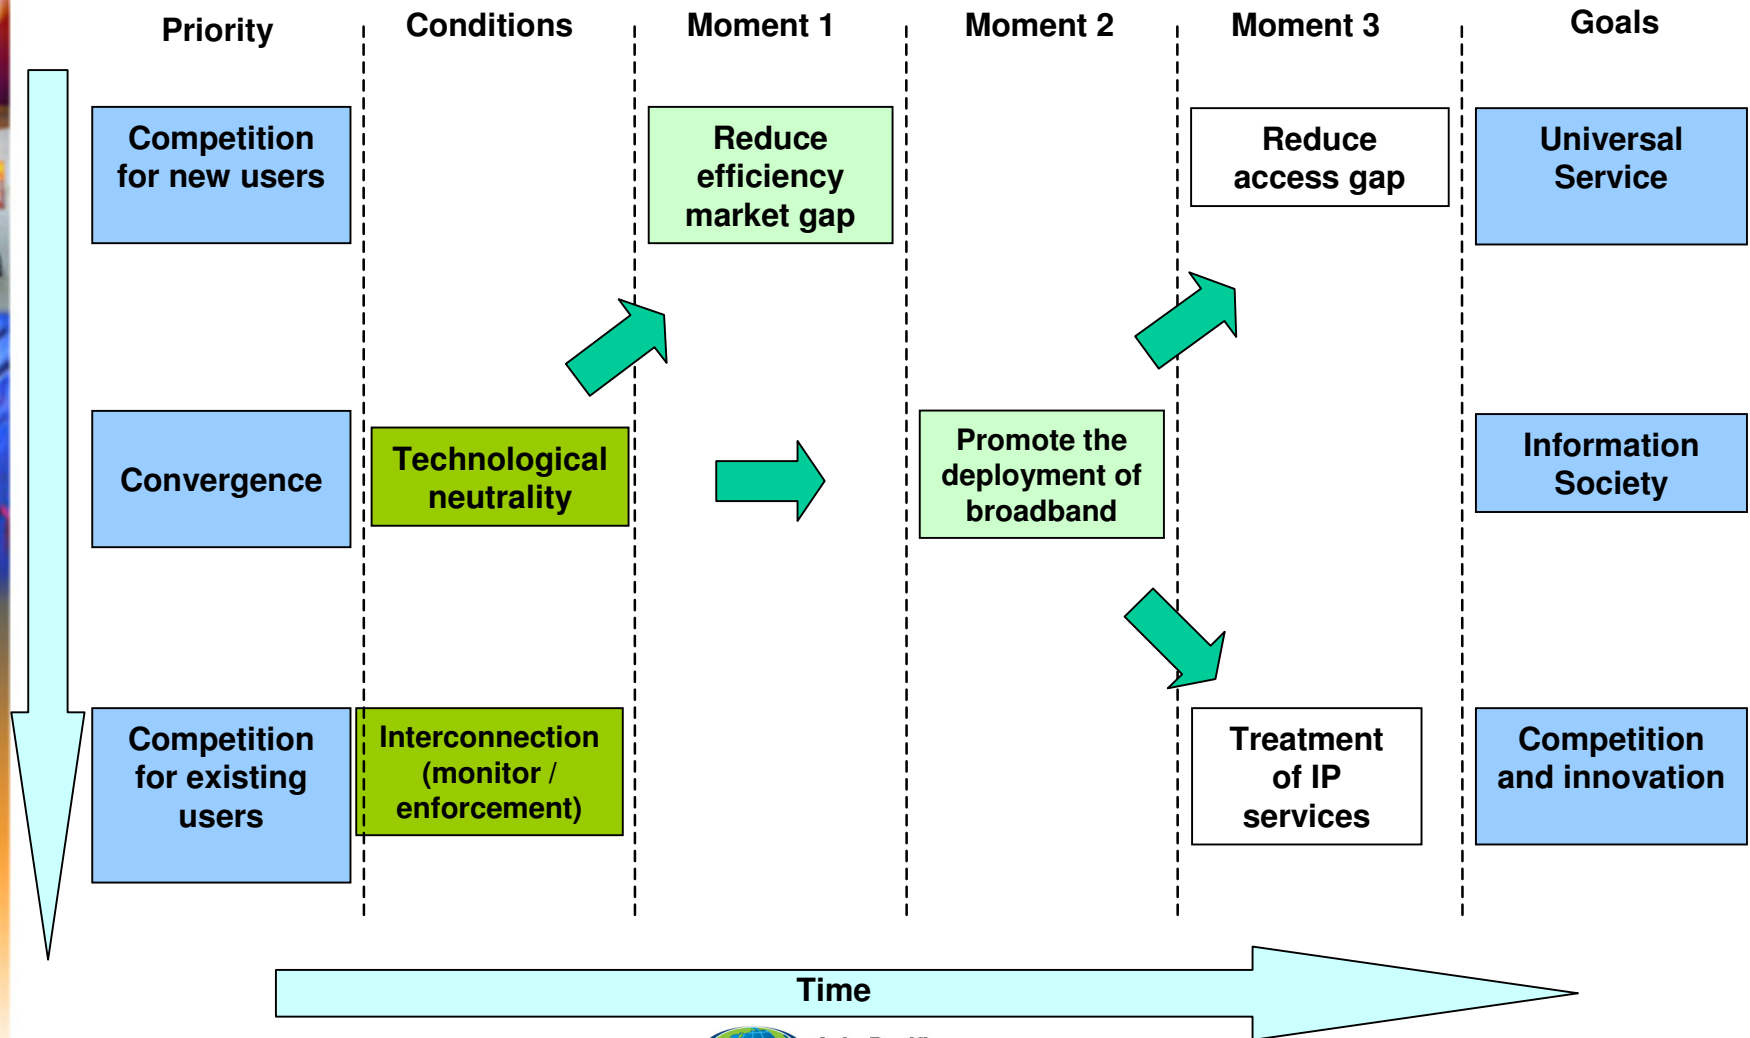 Priority
Conditions
Moment 1
Moment 2
Moment 3
Goals
Competition
for new users
Reduce
efficiency
market gap
Reduce
access gap
Universal
Service
Convergence
Technological
neutrality
Promote the
deployment of
broadband
Information
Society
Competition
for existing
users
Interconnection
(monitor /
enforcement)
Treatment
of IP
services
Competition
and innovation
Time